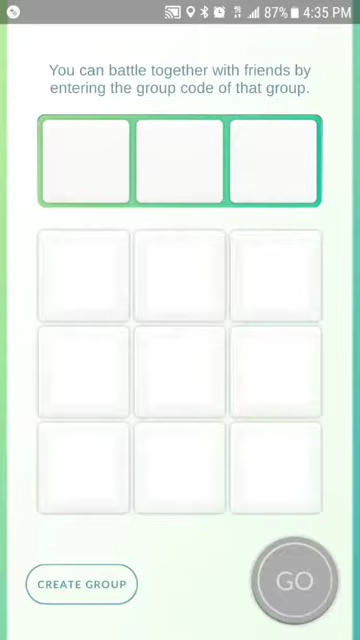 87% 4:35 PM
You can battle together with friends by
entering the group code of that group.
CREATE GROUP
GO